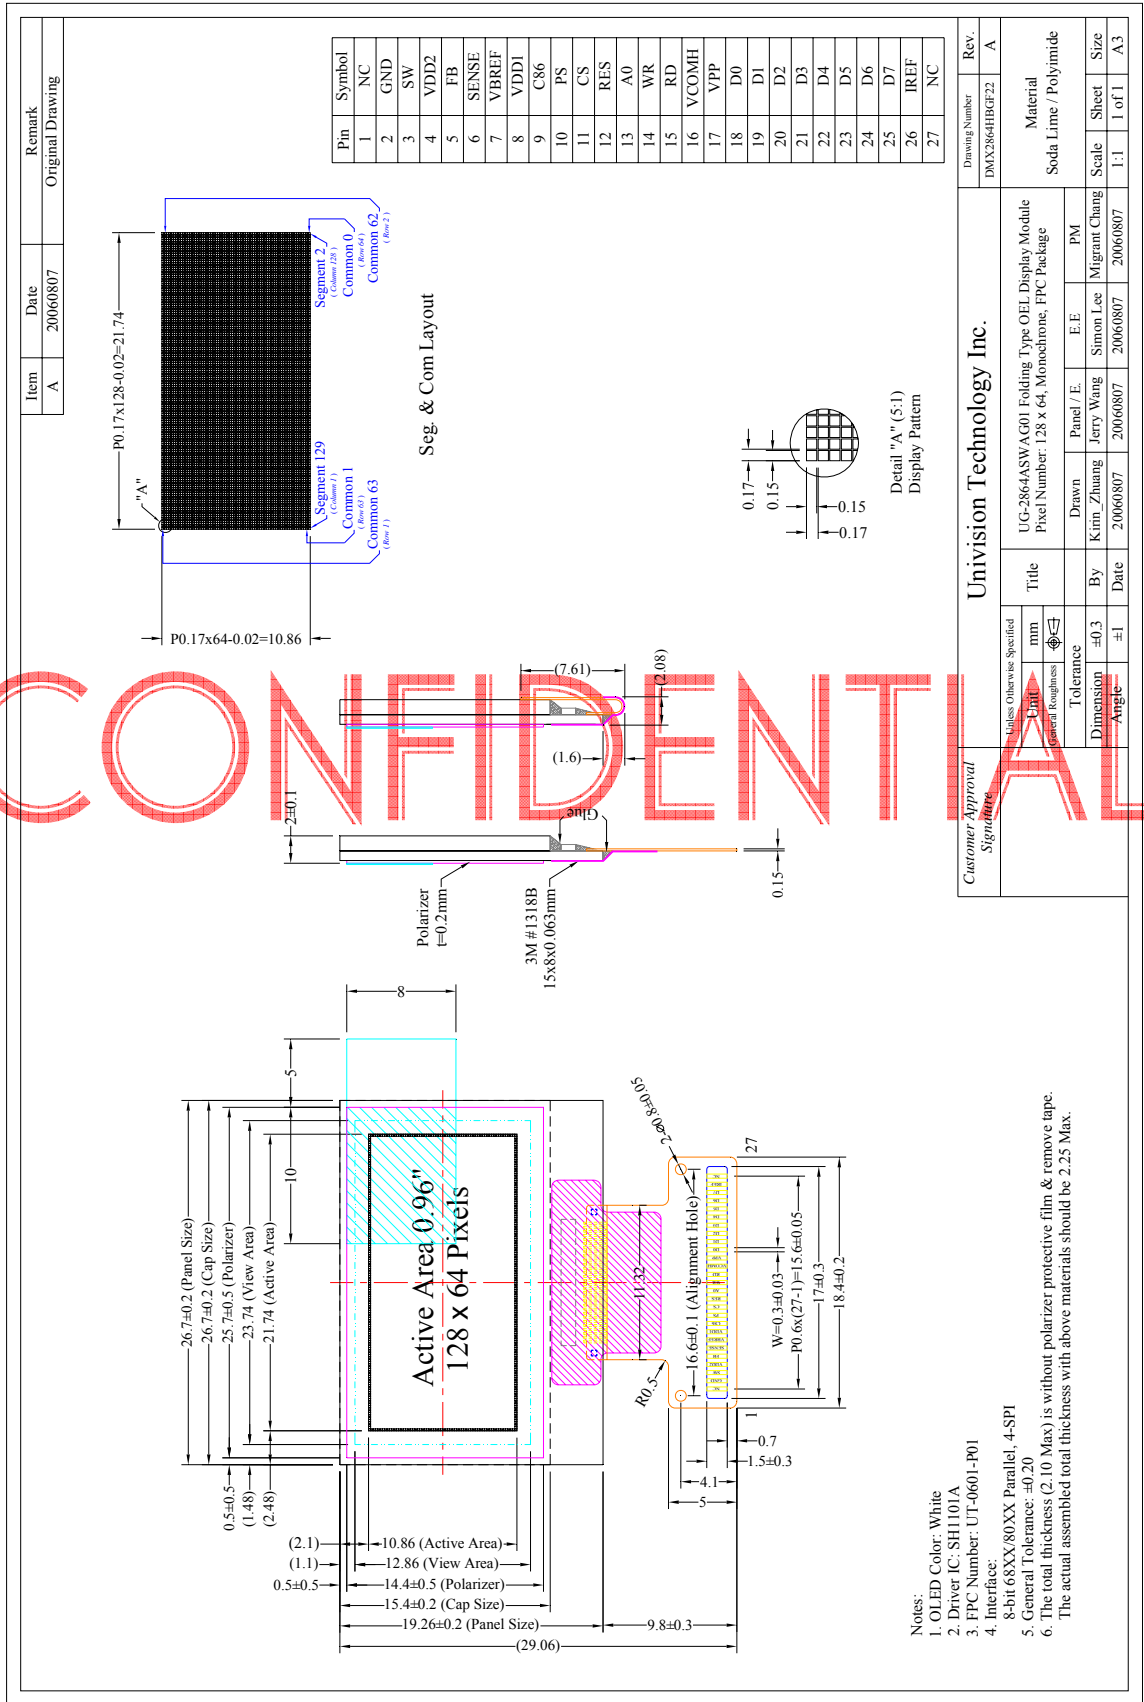 Item Date Remark
A 20060807 Original Drawing
P0.17x128-0.02=21.74
"A"
P0.17x64-0.02=10.86
Segment 129
( Column 1 )
Common 1
( Row 63 )
Common 63
( Row 1 )
Segment 2
( Column 128 )
Common 0
( Row 64 )
Common 62
( Row 2 )
Seg. & Com Layout
Pin Symbol
1 NC
2 GND
3 SW
4 VDD2
5 FB
6 SENSE
7 VBREF
8 VDD1
9 C86
10 PS
11 CS
12 RES
13 A0
14 WR
15 RD
16 VCOMH
17 VPP
18 D0
19 D1
20 D2
21 D3
22 D4
23 D5
24 D6
25 D7
26 IREF
27 NC
0.17
0.15
0.15
0.17
Detail "A" (5:1)
Display Pattern
CONFIDENTIAL
(7.61)
(2.08)
(1.6)
2±0.1
Glue
0.15
Polarizer
t=0.2mm
3M #1318B
15x8x0.063mm
8
5
10
26.7±0.2 (Panel Size)
26.7±0.2 (Cap Size)
25.7±0.5 (Polarizer)
23.74 (View Area)
21.74 (Active Area)
0.5±0.5
(1.48)
(2.48)
Active Area 0.96"
128 x 64 Pixels
(2.1)
(1.1)
0.5±0.5
10.86 (Active Area)
12.86 (View Area)
14.4±0.5 (Polarizer)
15.4±0.2 (Cap Size)
19.26±0.2 (Panel Size)
9.8±0.3
(29.06)
11.32
R0.5
2-Ø0.8±0.05
16.6±0.1 (Alignment Hole)
1
27
W=0.3±0.03
P0.6x(27-1)=15.6±0.05
17±0.3
18.4±0.2
0.7
1.5±0.3
4.1
5
Notes:
1. OLED Color: White
2. Driver IC: SH1101A
3. FPC Number: UT-0601-P01
4. Interface:
8-bit 68XX/80XX Parallel, 4-SPI
5. General Tolerance: ±0.20
6. The total thickness (2.10 Max) is without polarizer protective film & remove tape.
The actual assembled total thickness with above materials should be 2.25 Max.
Customer Approval
Signature
Univision Technology Inc.
Drawing Number Rev.
DMX2864HBGF22 A
Unless Otherwise Specified
Unit mm
General Roughness
Tolerance
Dimension ±0.3
Angle ±1
Title
UG-2864ASWAG01 Folding Type OEL Display Module
Pixel Number: 128 x 64, Monochrome, FPC Package
Material
Soda Lime / Polyimide
Drawn Panel / E. E.E PM
By Kirin_Zhuang Jerry Wang Simon Lee Migrant Chang
Date 20060807 20060807 20060807 20060807
Scale Sheet Size
1:1 1 of 1 A3